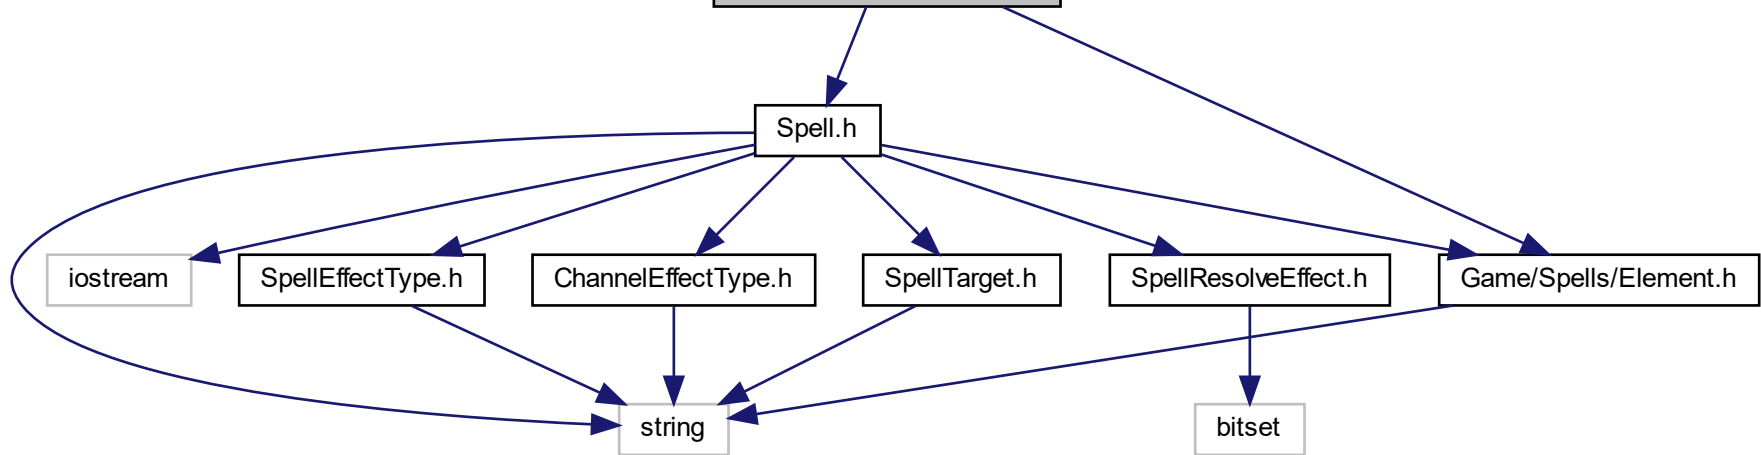 Spell.h
iostream
SpellEffectType.h
ChannelEffectType.h
SpellTarget.h
SpellResolveEffect.h
Game/Spells/Element.h
string
bitset